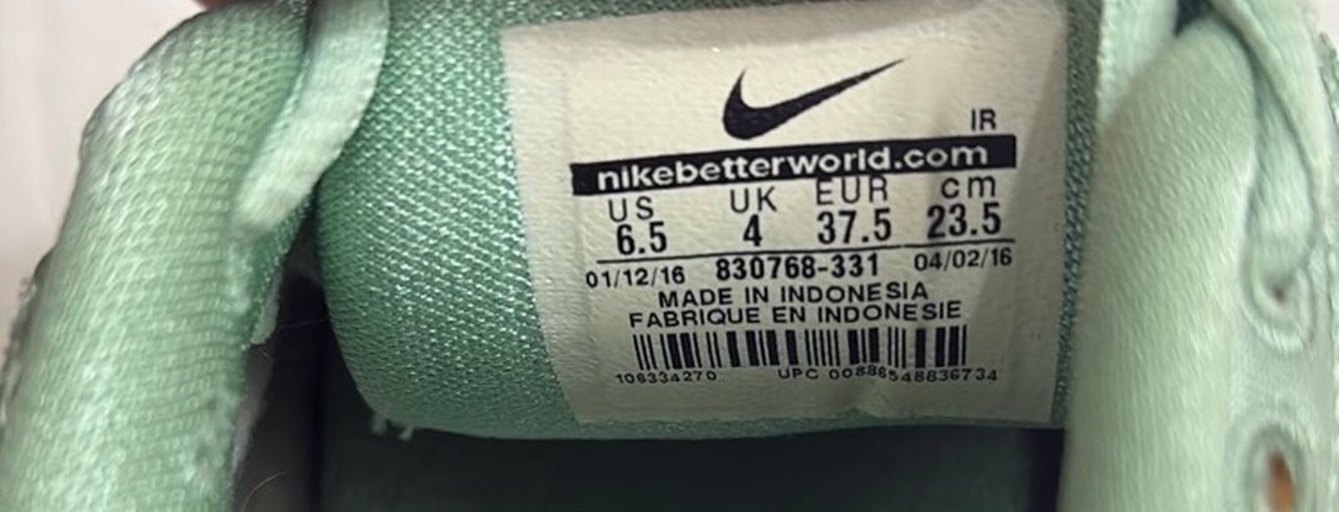 IR
nikebetterworld.com
US UK EUR cm
6.5 4 37.5 23.5
01/12/16 830768-331 04/02/16
MADE IN INDONESIA
FABRIQUE EN INDONESIE
106334270 UPC 00886548836734